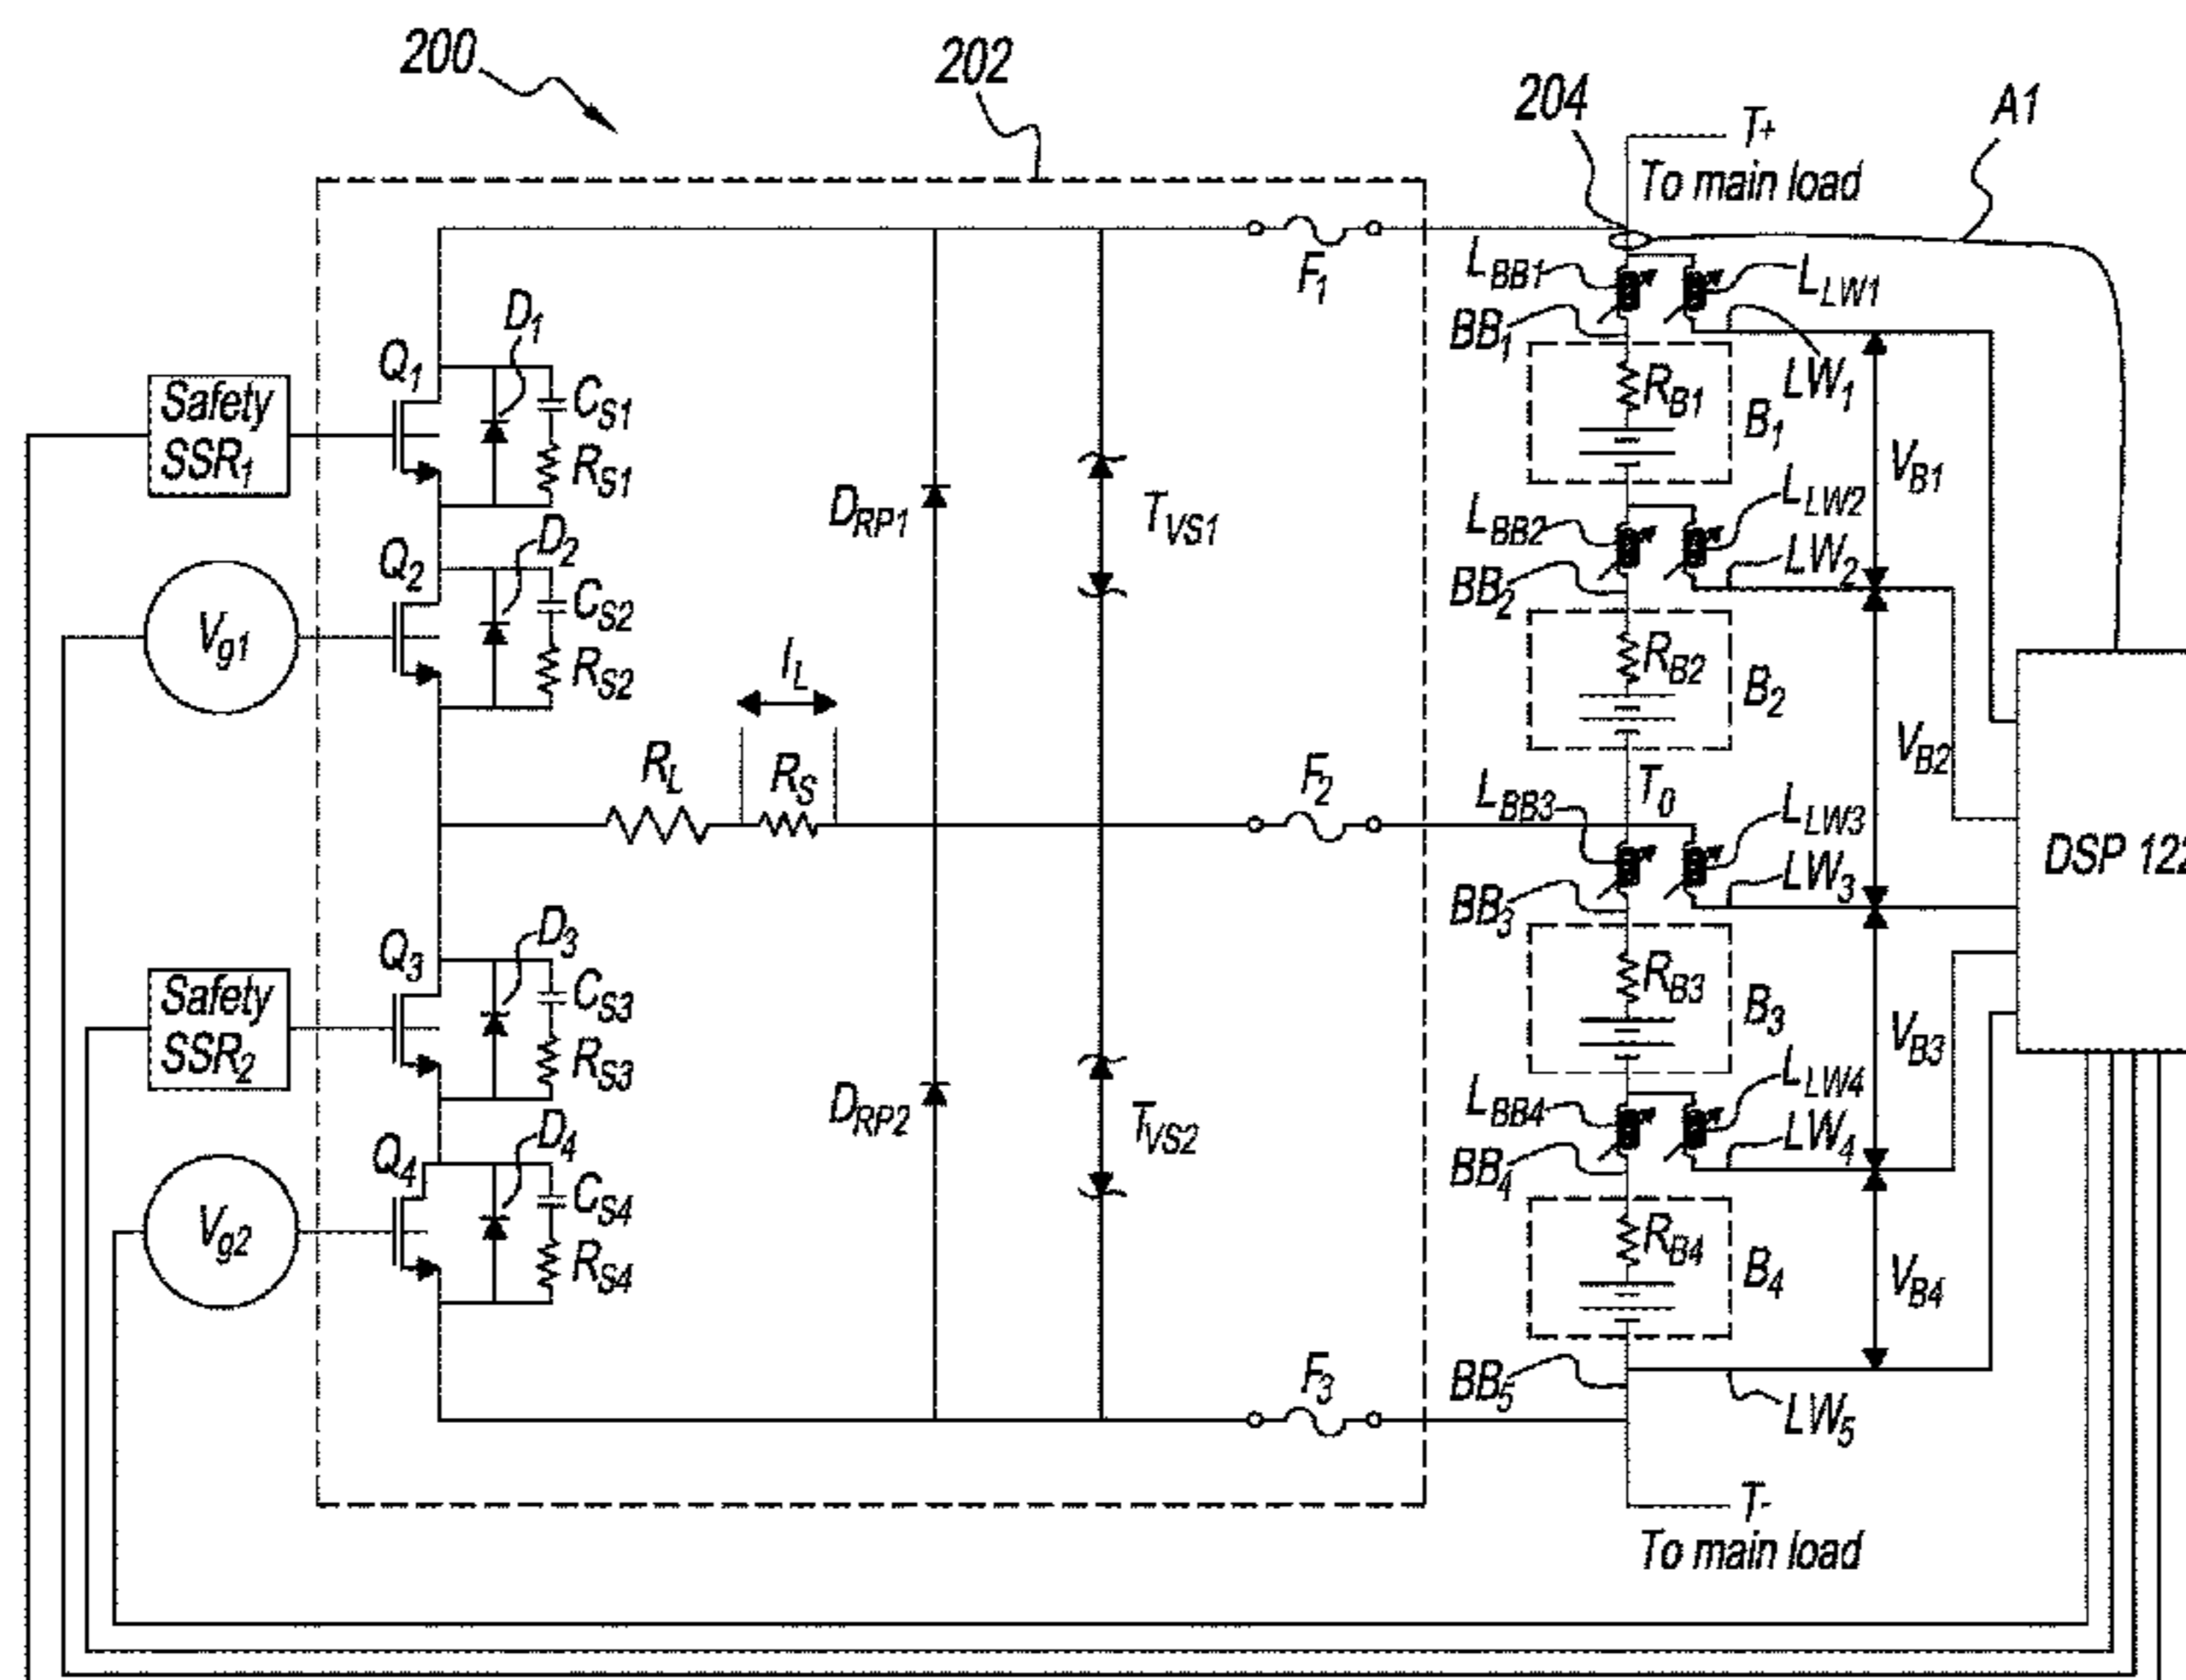 200
202
204
A1
T+
To main load
F1
LBB1
LLW1
BB1
LW1
D1
Q1
CS1
RS1
Safety
SSR1
RB1
B1
VB1
DRP1
TVS1
LBB2
LLW2
BB2
LW2
D2
Q2
CS2
RS2
Vg1
IL
RB2
B2
VB2
RL
RS
F2
T0
LBB3
LLW3
BB3
LW3
DSP 122
D3
Q3
CS3
RS3
Safety
SSR2
RB3
B3
VB3
DRP2
TVS2
LBB4
LLW4
BB4
LW4
D4
Q4
CS4
RS4
Vg2
RB4
B4
VB4
F3
BB5
LW5
T-
To main load